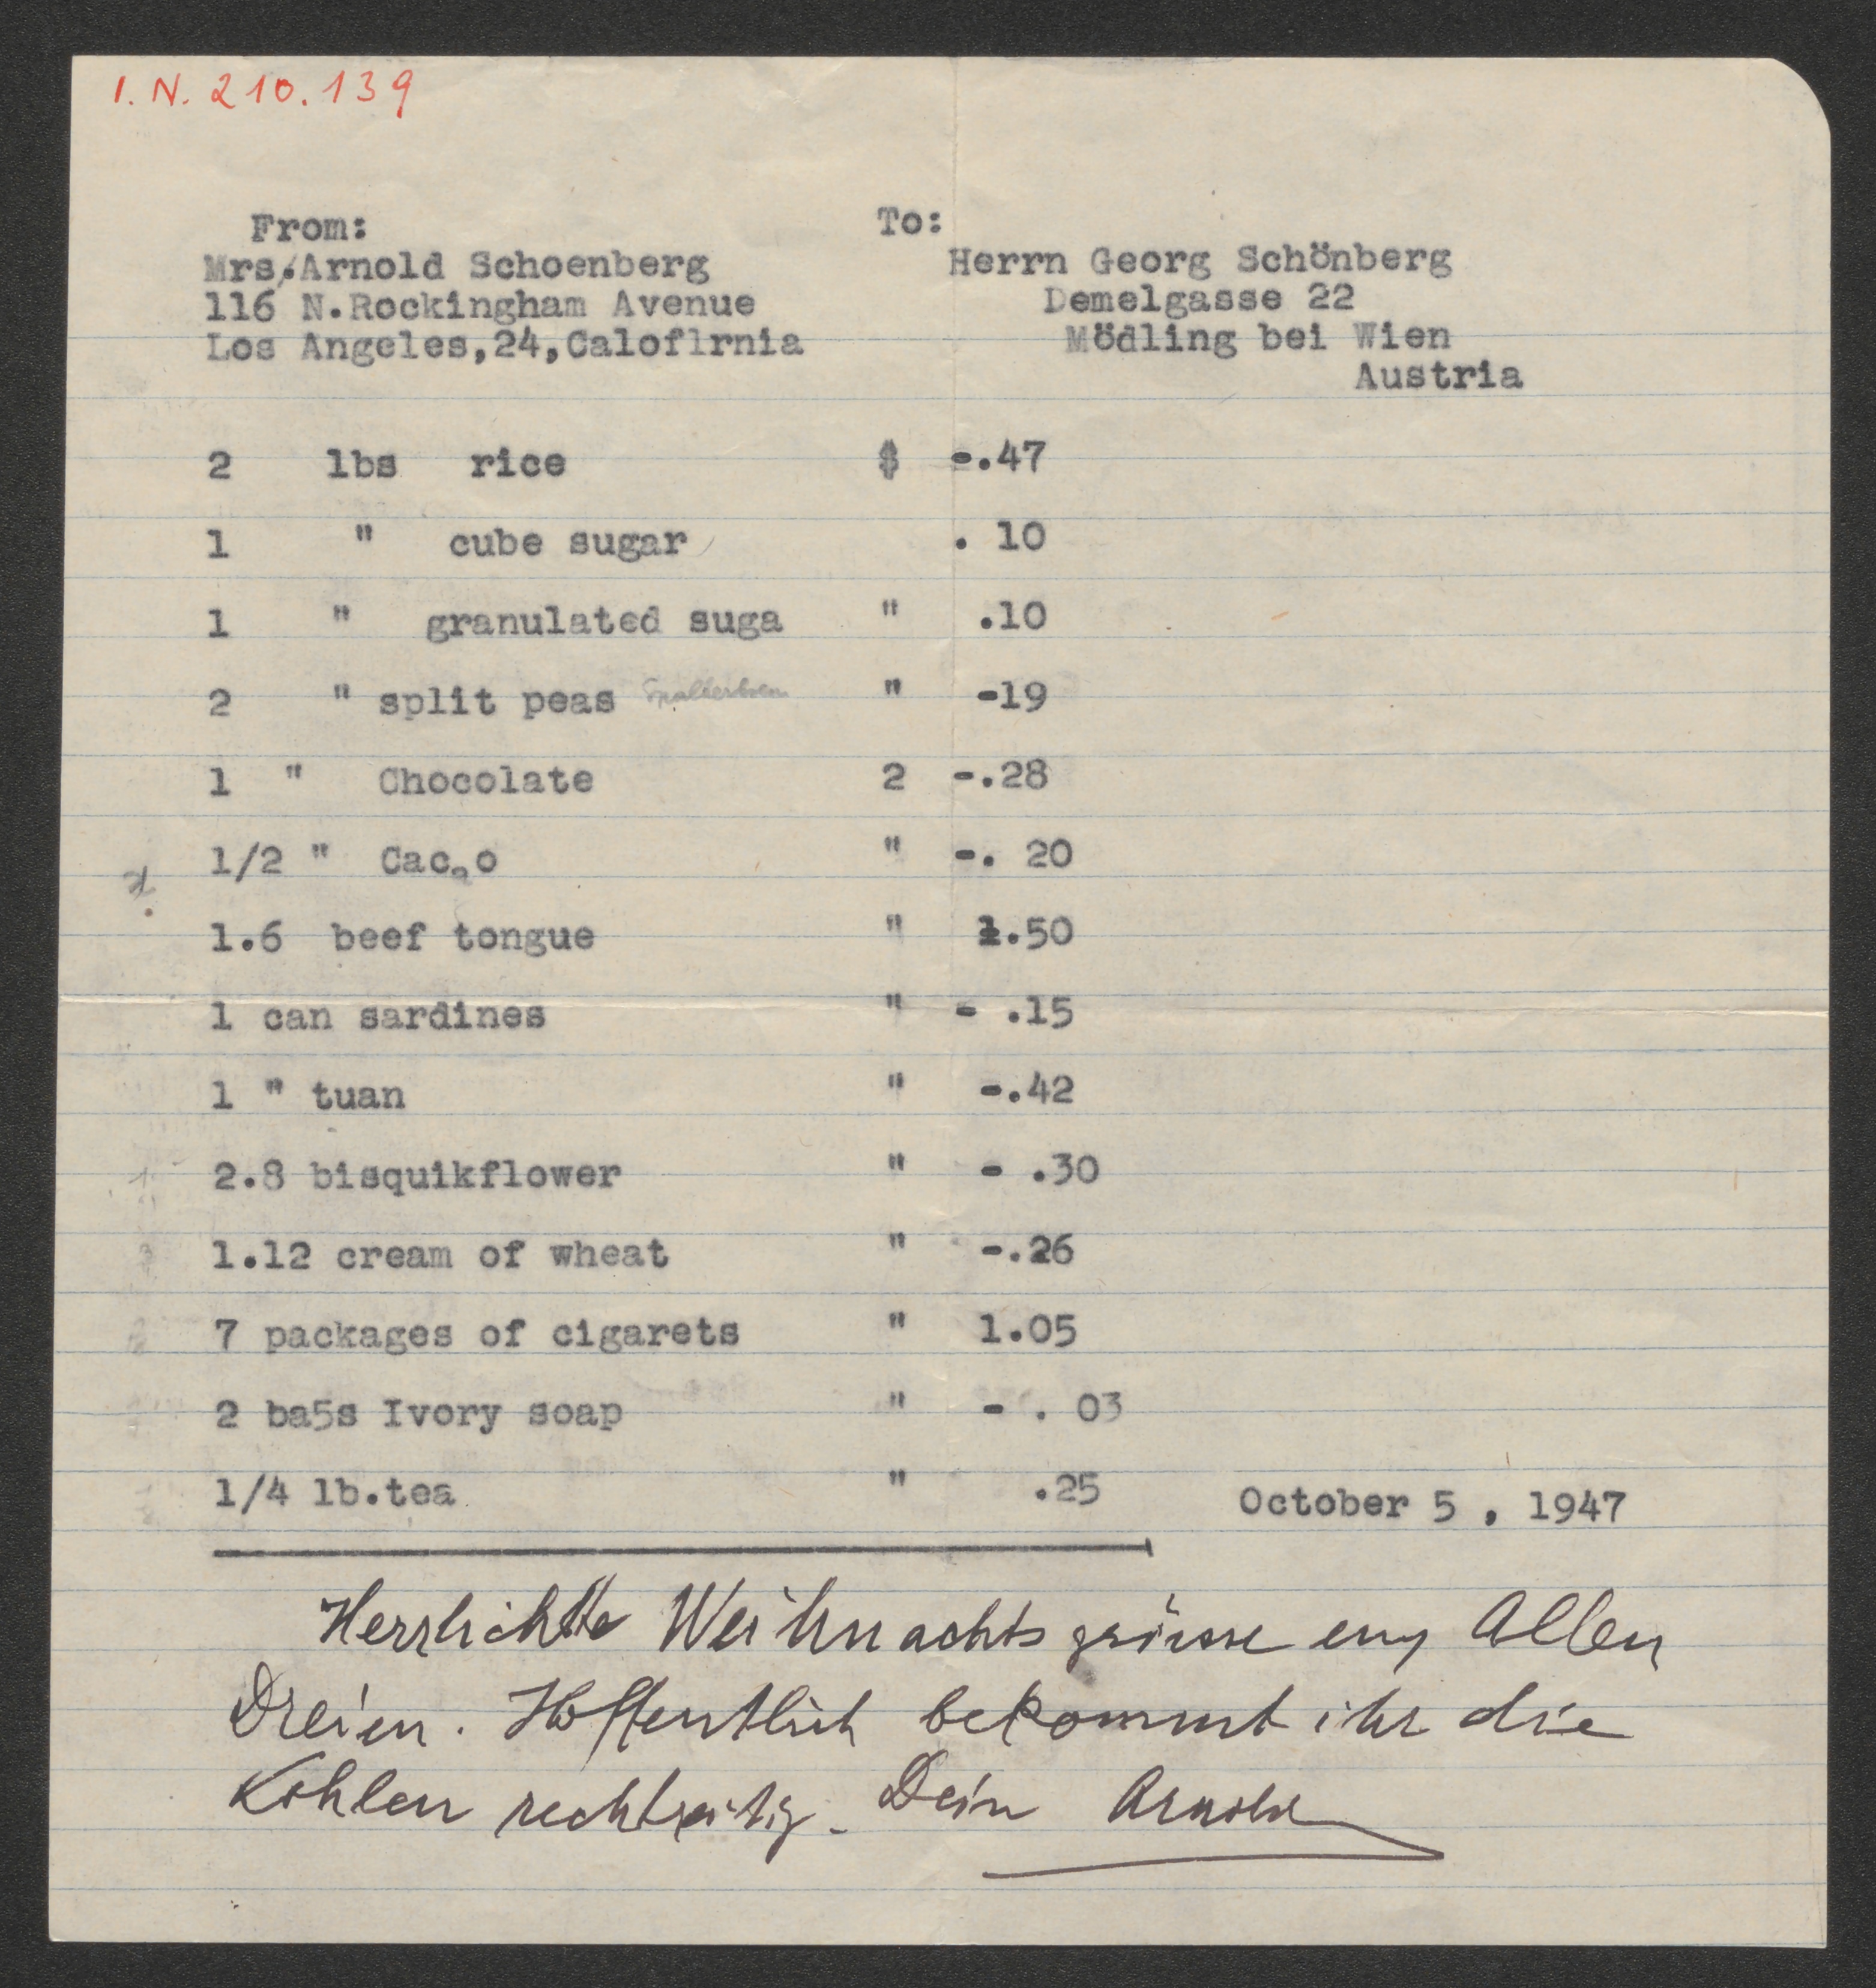 I. N. 210.139
From: To:
Mrs. Arnold Schoenberg Herrn Georg Schönberg
116 N.Rockingham Avenue Demelgasse 22
Los Angeles,24,Caloflrnia Mödling bei Wien
Austria
2 lbs rice $ -.47
1 " cube sugar . 10
1 " granulated suga " .10
2 " split peas Spalterbsen " -19
1 " Chocolate 2 -.28
1/2 " Cacao " -. 20
1.6 beef tongue " 1.50
1 can sardines " - .15
1 " tuan " -.42
2.8 bisquikflower " - .30
1.12 cream of wheat " -.26
7 packages of cigarets " 1.05
2 ba5s Ivory soap " - . 03
1/4 lb.tea " .25 October 5 , 1947
Herzlichste Weihnachtsgrüsse euch Allen
Dreien. Hoffentlich bekommt ihr die
Kohlen rechtzeitig. Dein Arnold